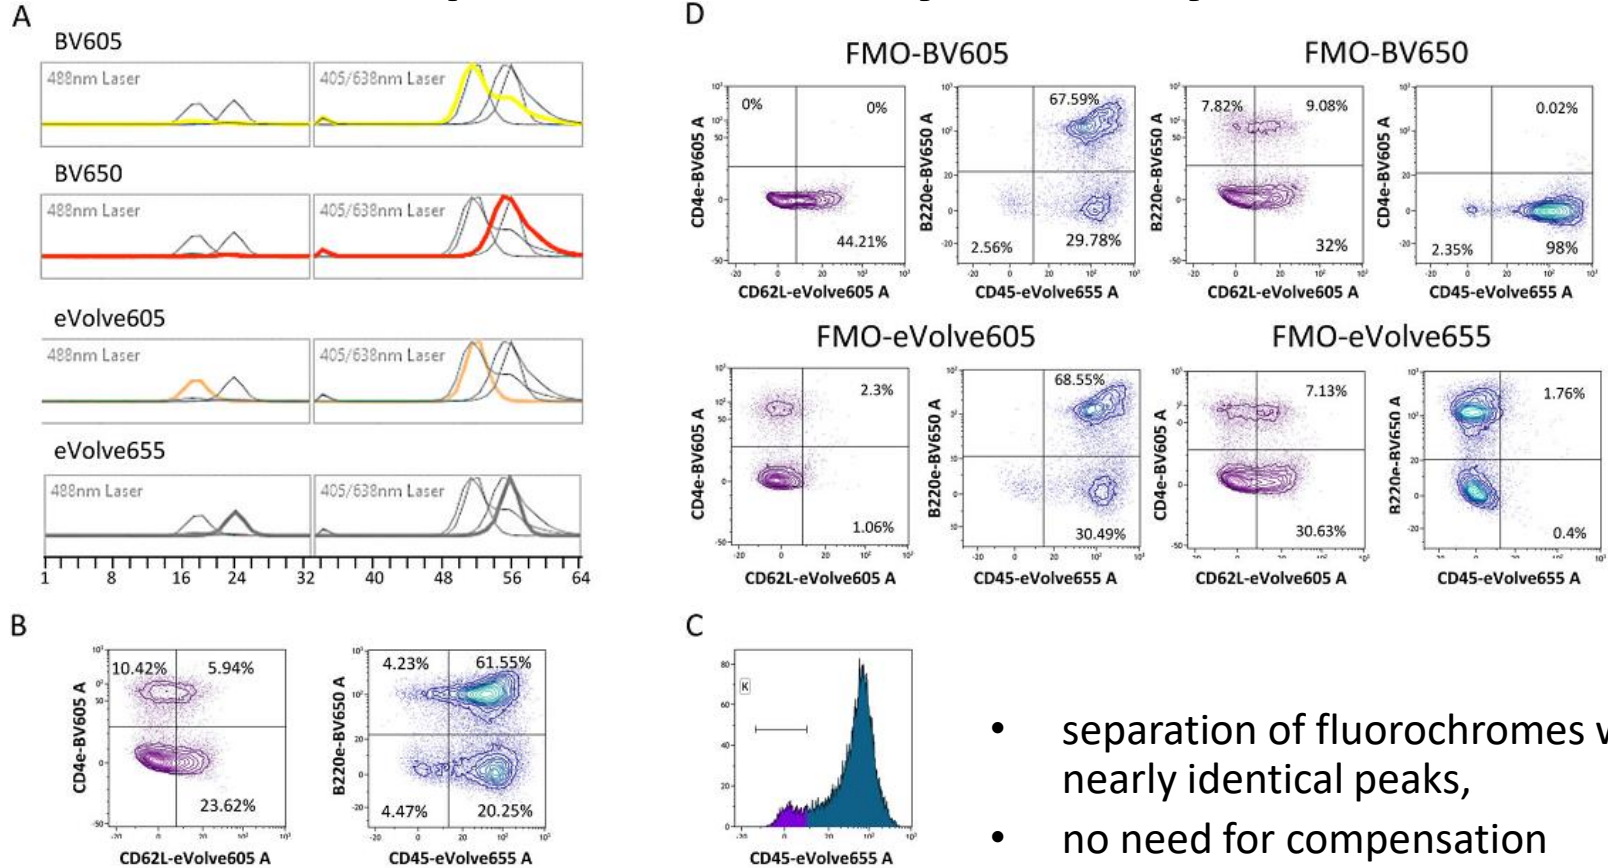 A
BV605
488nm Laser
405/638nm Laser
BV650
488nm Laser
405/638nm Laser
eVolve605
488nm Laser
405/638nm Laser
eVolve655
488nm Laser
405/638nm Laser
1 8 16 24 32 40 48 56 64
D
FMO-BV605
FMO-BV650
0% 0%
44.21%
CD4e-BV605 A
CD62L-eVolve605 A
67.59%
2.56% 29.78%
B220e-BV650 A
CD45-eVolve655 A
7.82% 9.08%
32%
B220e-BV650 A
CD62L-eVolve605 A
0.02%
2.35% 98%
CD4e-BV605 A
CD45-eVolve655 A
FMO-eVolve605
FMO-eVolve655
2.3%
1.06%
CD4e-BV605 A
CD62L-eVolve605 A
68.55%
30.49%
B220e-BV650 A
CD45-eVolve655 A
7.13%
30.63%
CD4e-BV605 A
CD62L-eVolve605 A
1.76%
0.4%
B220e-BV650 A
CD45-eVolve655 A
B
10.42% 5.94%
23.62%
CD4e-BV605 A
CD62L-eVolve605 A
4.23% 61.55%
4.47% 20.25%
B220e-BV650 A
CD45-eVolve655 A
C
80
60
40
20
0
K
CD45-eVolve655 A
• separation of fluorochromes
nearly identical peaks,
• no need for compensation